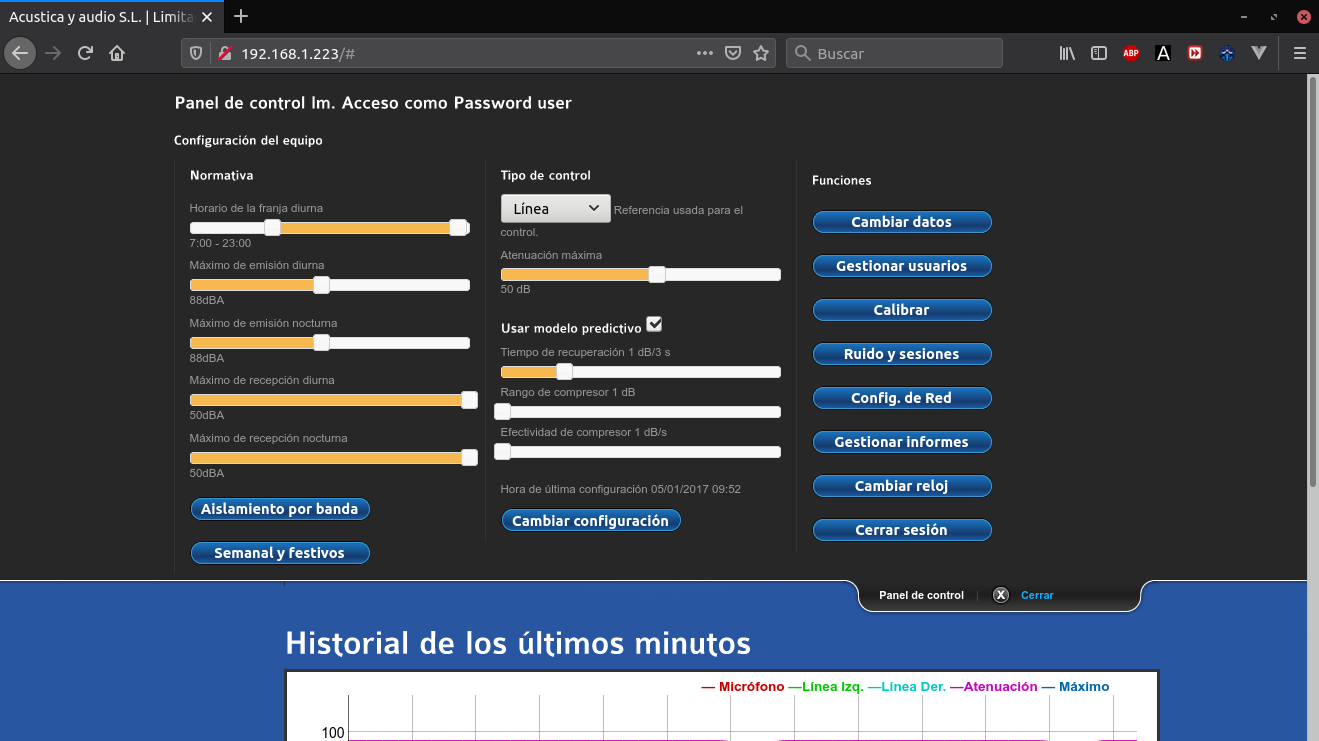 Acustica y audio S.L. | Limita
192.168.1.223/#
Buscar
ABP
A
Panel de control lm. Acceso como Password user
Configuración del equipo
Normativa
Horario de la franja diurna
7:00 - 23:00
Máximo de emisión diurna
88dBA
Máximo de emisión nocturna
88dBA
Máximo de recepción diurna
50dBA
Máximo de recepción nocturna
50dBA
Aislamiento por banda
Semanal y festivos
Tipo de control
Línea Referencia usada para el
control.
Atenuación máxima
50 dB
Usar modelo predictivo
Tiempo de recuperación 1 dB/3 s
Rango de compresor 1 dB
Efectividad de compresor 1 dB/s
Hora de última configuración 05/01/2017 09:52
Cambiar configuración
Funciones
Cambiar datos
Gestionar usuarios
Calibrar
Ruido y sesiones
Config. de Red
Gestionar informes
Cambiar reloj
Cerrar sesión
Panel de control | X Cerrar
Historial de los últimos minutos
— Micrófono —Línea Izq. —Línea Der. —Atenuación — Máximo
100